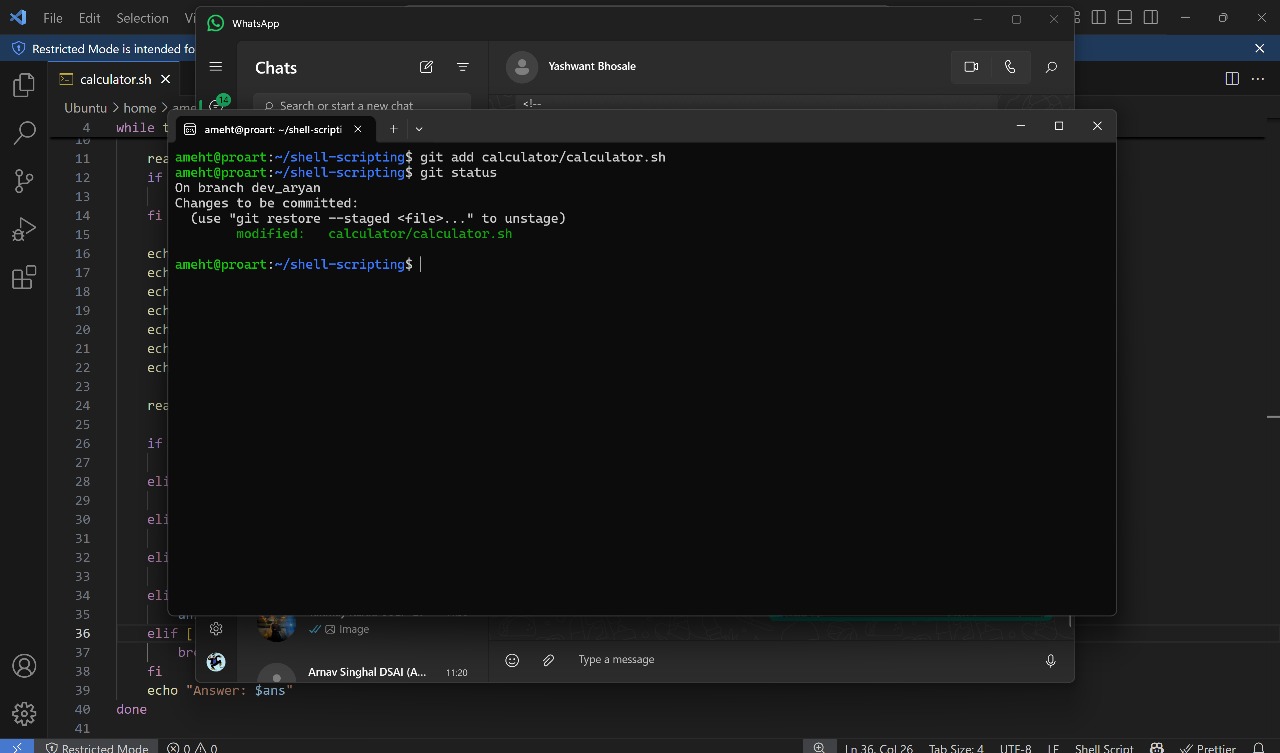 File Edit Selection Vi
WhatsApp
Restricted Mode is intended fo
Chats
Yashwant Bhosale
calculator.sh
Search or start a new chat
<!--
14
Ubuntu > home > ame
ameht@proart: ~/shell-scripti
4 while t
10
11 rea
12 if
13
14 fi
15
16 ech
17 ech
18 ech
19 ech
20 ech
21 ech
22 ech
23
24 rea
25
26 if
27
28 eli
29
30 eli
31
32 eli
33
34 eli
35 an
36 elif [
37 bre
38 fi
39 echo "Answer: $ans"
40 done
41
ameht@proart:~/shell-scripting$ git add calculator/calculator.sh
ameht@proart:~/shell-scripting$ git status
On branch dev_aryan
Changes to be committed:
(use "git restore --staged <file>..." to unstage)
modified: calculator/calculator.sh
ameht@proart:~/shell-scripting$
Image
Arnav Singhal DSAI (A... 11:20
Type a message
Restricted Mode 0 0 Ln 36, Col 26 Tab Size: 4 UTF-8 LF Shell Script Prettier